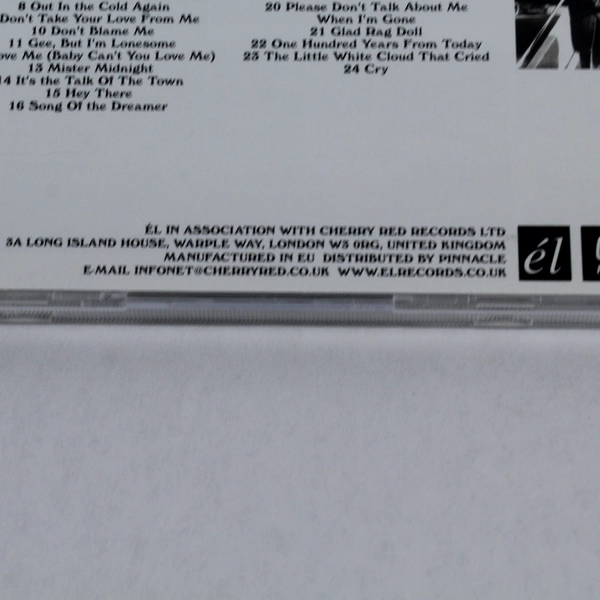 8 Out In the Cold Again
Don't Take Your Love From Me
10 Don't Blame Me
11 Gee, But I'm Lonesome
Me (Baby Can't You Love Me)
13 Mister Midnight
14 It's the Talk Of The Town
15 Hey There
16 Song Of the Dreamer
20 Please Don't Talk About Me
When I'm Gone
21 Glad Rag Doll
22 One Hundred Years From Today
23 The Little White Cloud That Cried
24 Cry
ÉL IN ASSOCIATION WITH CHERRY RED RECORDS LTD
3A LONG ISLAND HOUSE, WARPLE WAY, LONDON W3 0RG, UNITED KINGDOM
MANUFACTURED IN EU DISTRIBUTED BY PINNACLE
E-MAIL INFONET@CHERRYRED.CO.UK WWW.ELRECORDS.CO.UK
él